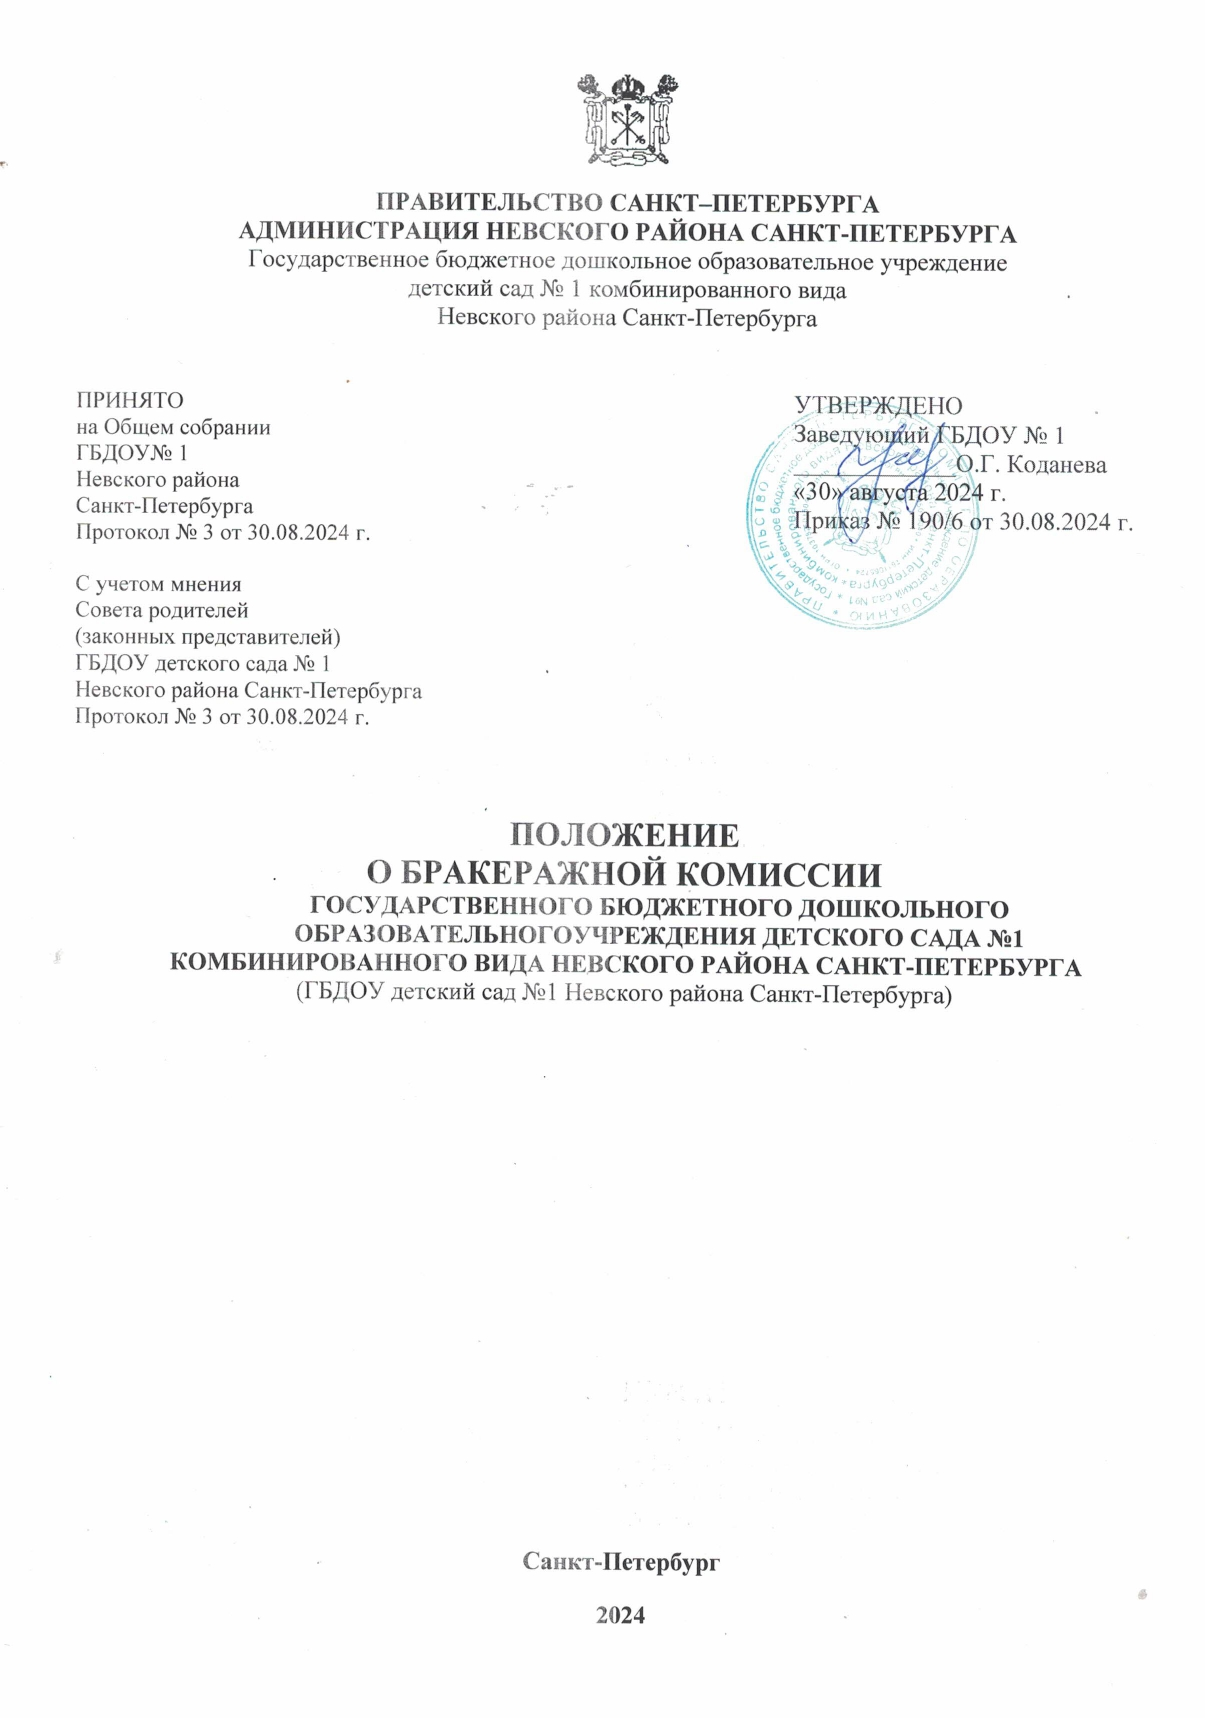 ПРАВИТЕЛЬСТВО САНКТ–ПЕТЕРБУРГА
АДМИНИСТРАЦИЯ НЕВСКОГО РАЙОНА САНКТ-ПЕТЕРБУРГА
Государственное бюджетное дошкольное образовательное учреждение
детский сад № 1 комбинированного вида
Невского района Санкт-Петербурга
ПРИНЯТО
на Общем собрании
ГБДОУ№ 1
Невского района
Санкт-Петербурга
Протокол № 3 от 30.08.2024 г.
С учетом мнения
Совета родителей
(законных представителей)
ГБДОУ детского сада № 1
Невского района Санкт-Петербурга
Протокол № 3 от 30.08.2024 г.
УТВЕРЖДЕНО
Заведующий ГБДОУ № 1
____________ О.Г. Коданева
«30» августа 2024 г.
Приказ № 190/6 от 30.08.2024 г.
ПОЛОЖЕНИЕ
О БРАКЕРАЖНОЙ КОМИССИИ
ГОСУДАРСТВЕННОГО БЮДЖЕТНОГО ДОШКОЛЬНОГО
ОБРАЗОВАТЕЛЬНОГОУЧРЕЖДЕНИЯ ДЕТСКОГО САДА №1
КОМБИНИРОВАННОГО ВИДА НЕВСКОГО РАЙОНА САНКТ-ПЕТЕРБУРГА
(ГБДОУ детский сад №1 Невского района Санкт-Петербурга)
Санкт-Петербург
2024